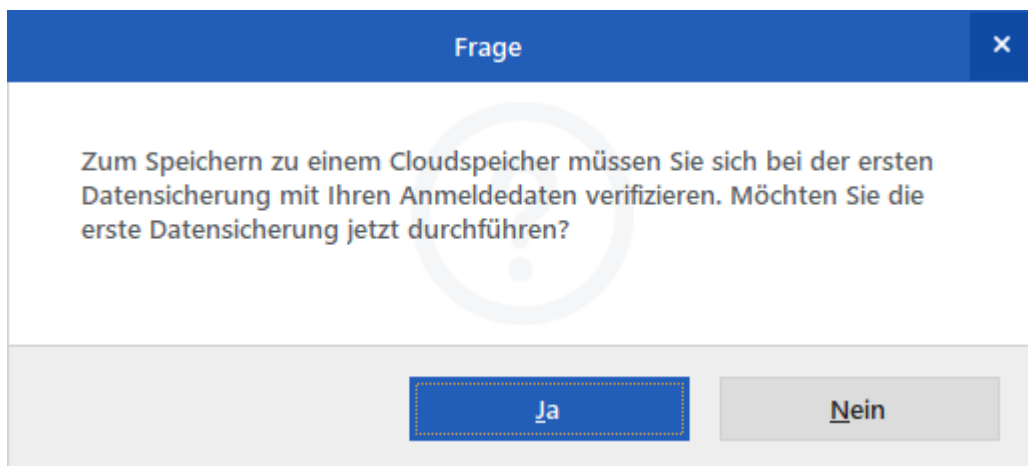 Frage
Zum Speichern zu einem Cloudspeicher müssen Sie sich bei der ersten
Datensicherung mit Ihren Anmeldedaten verifizieren. Möchten Sie die
erste Datensicherung jetzt durchführen?
Ja
Nein